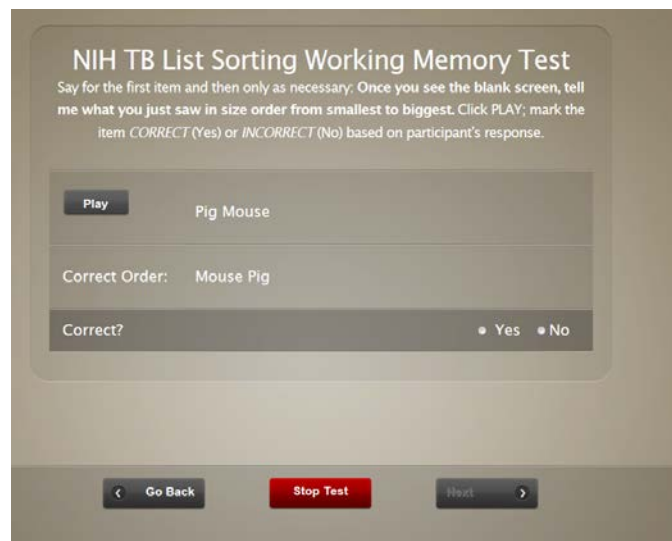 NIH TB List Sorting Working Memory Test
Say for the first item and then only as necessary: Once you see the blank screen, tell
me what you just saw in size order from smallest to biggest. Click PLAY; mark the
item CORRECT (Yes) or INCORRECT (No) based on participant's response.
Play Pig Mouse
Correct Order: Mouse Pig
Correct? Yes No
Go Back Stop Test Next